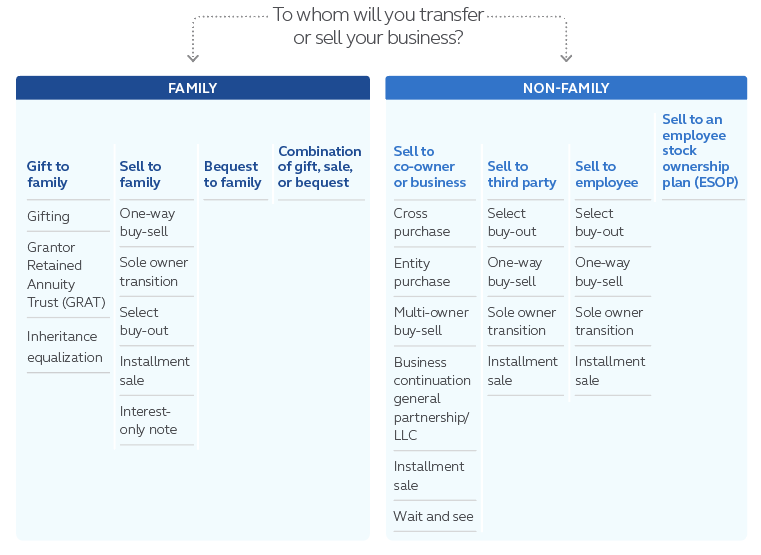 To whom will you transfer
or sell your business?
FAMILY
Gift to
family
Gifting
Grantor
Retained
Annuity
Trust (GRAT)
Inheritance
equalization
Sell to
family
One-way
buy-sell
Sole owner
transition
Select
buy-out
Installment
sale
Interest-
only note
Bequest
to family
Combination
of gift, sale,
or bequest
NON-FAMILY
Sell to
co-owner
or business
Cross
purchase
Entity
purchase
Multi-owner
buy-sell
Business
continuation
general
partnership/
LLC
Installment
sale
Wait and see
Sell to
third party
Select
buy-out
One-way
buy-sell
Sole owner
transition
Installment
sale
Sell to
employee
Select
buy-out
One-way
buy-sell
Sole owner
transition
Installment
sale
Sell to an
employee
stock
ownership
plan (ESOP)